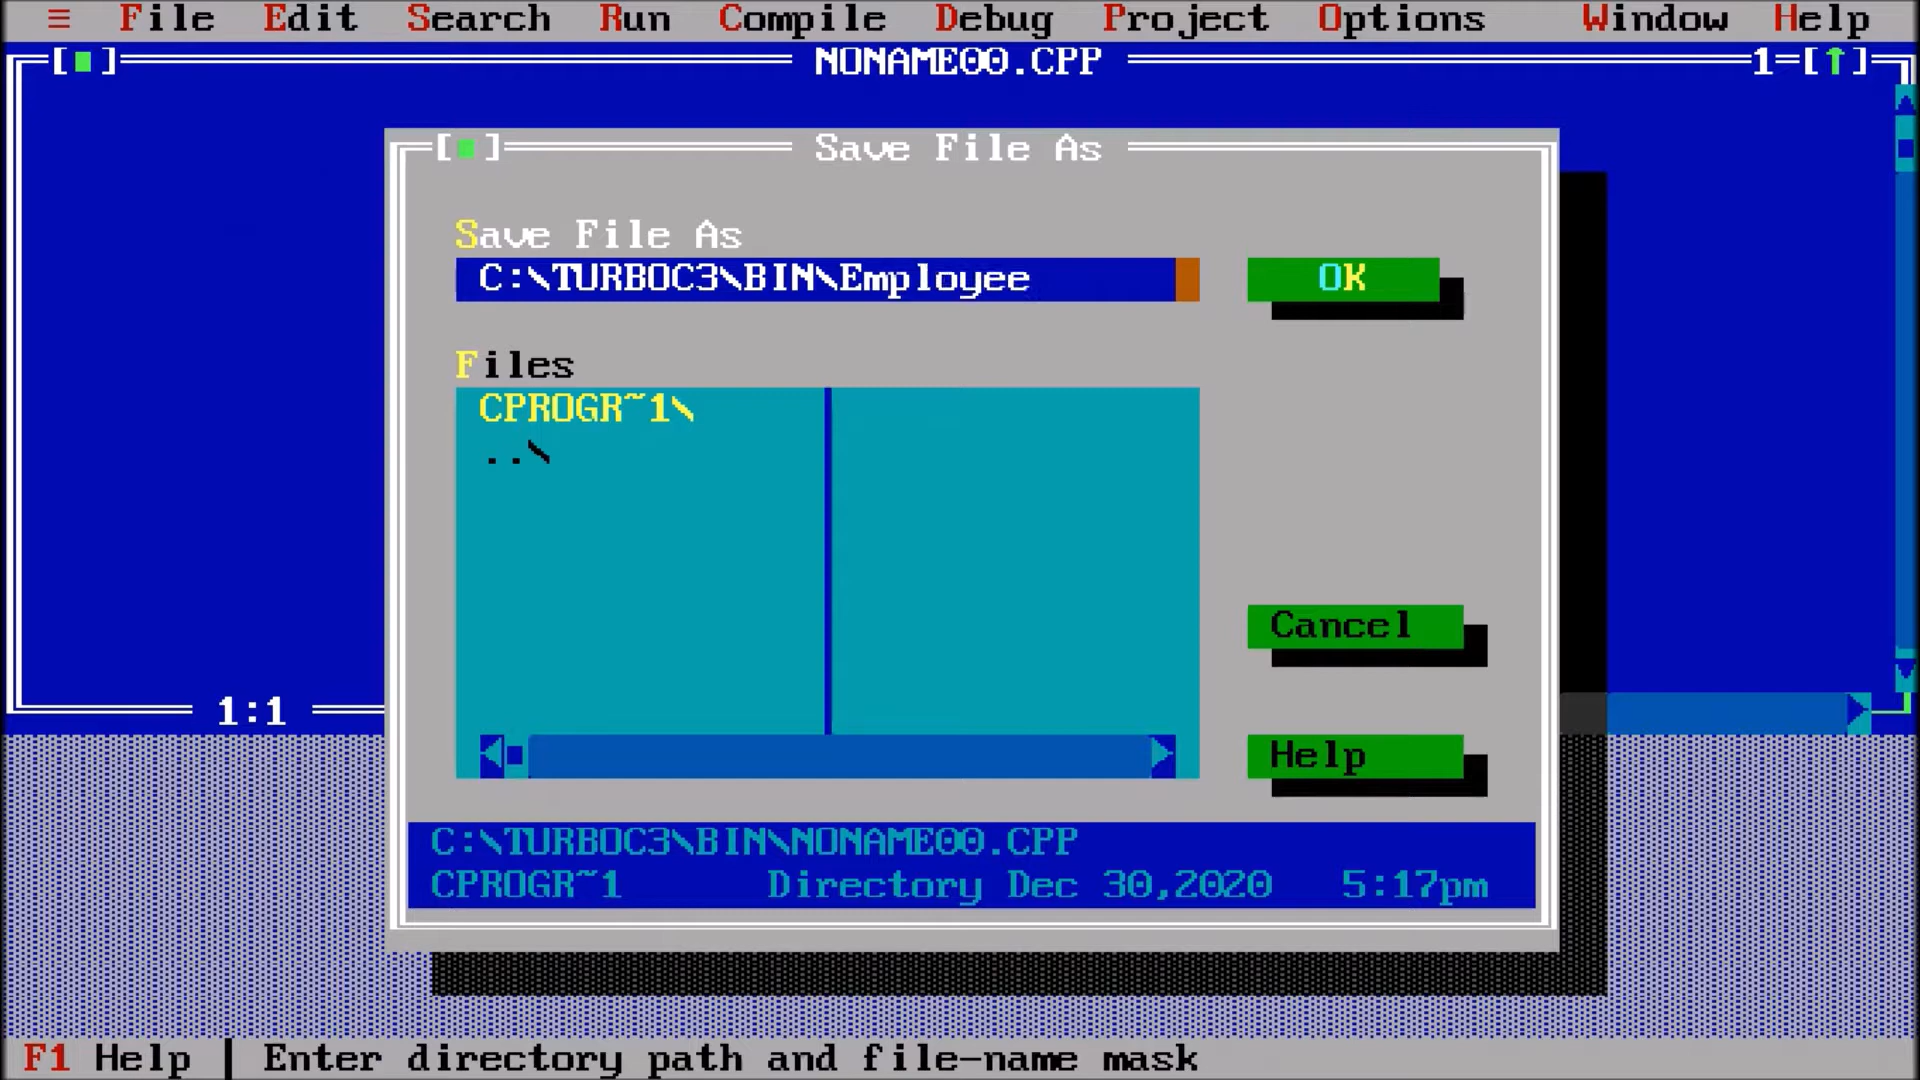 ≡ File Edit Search Run Compile Debug Project Options Window Help
[■] NONAME00.CPP 1=[↑]
[■] Save File As
Save File As
C:\TURBOC3\BIN\Employee OK
Files
CPROGR~1\
..\
Cancel
1:1
Help
C:\TURBOC3\BIN\NONAME00.CPP
CPROGR~1 Directory Dec 30,2020 5:17pm
F1 Help | Enter directory path and file-name mask